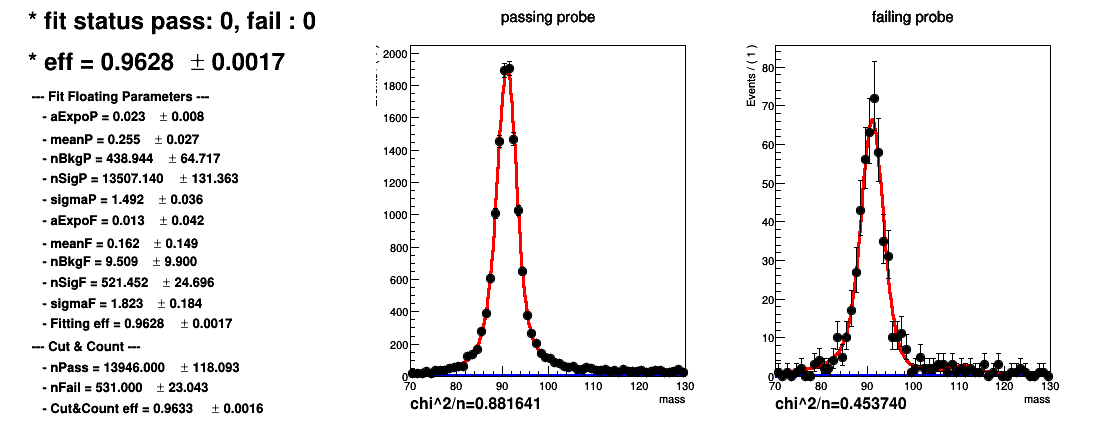 * fit status pass: 0, fail : 0
* eff = 0.9628 ± 0.0017
--- Fit Floating Parameters ---
- aExpoP = 0.023 ± 0.008
- meanP = 0.255 ± 0.027
- nBkgP = 438.944 ± 64.717
- nSigP = 13507.140 ± 131.363
- sigmaP = 1.492 ± 0.036
- aExpoF = 0.013 ± 0.042
- meanF = 0.162 ± 0.149
- nBkgF = 9.509 ± 9.900
- nSigF = 521.452 ± 24.696
- sigmaF = 1.823 ± 0.184
- Fitting eff = 0.9628 ± 0.0017
--- Cut & Count ---
- nPass = 13946.000 ± 118.093
- nFail = 531.000 ± 23.043
- Cut&Count eff = 0.9633 ± 0.0016
passing probe
2000
1800
1600
1400
1200
1000
800
600
400
200
0
70 80 90 100 110 120 130
mass
chi^2/n=0.881641
failing probe
Events / ( 1 )
80
70
60
50
40
30
20
10
0
70 80 90 100 110 120 130
mass
chi^2/n=0.453740